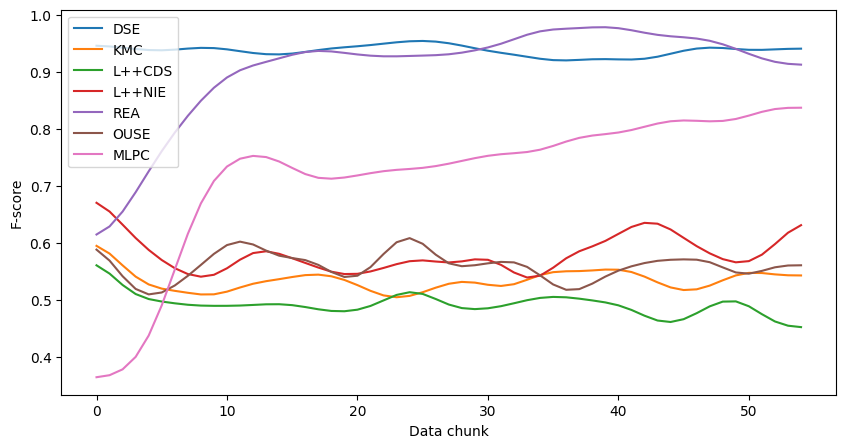 1.0
0.9
0.8
0.7
0.6
0.5
0.4
F-score
DSE
KMC
L++CDS
L++NIE
REA
OUSE
MLPC
0 10 20 30 40 50
Data chunk